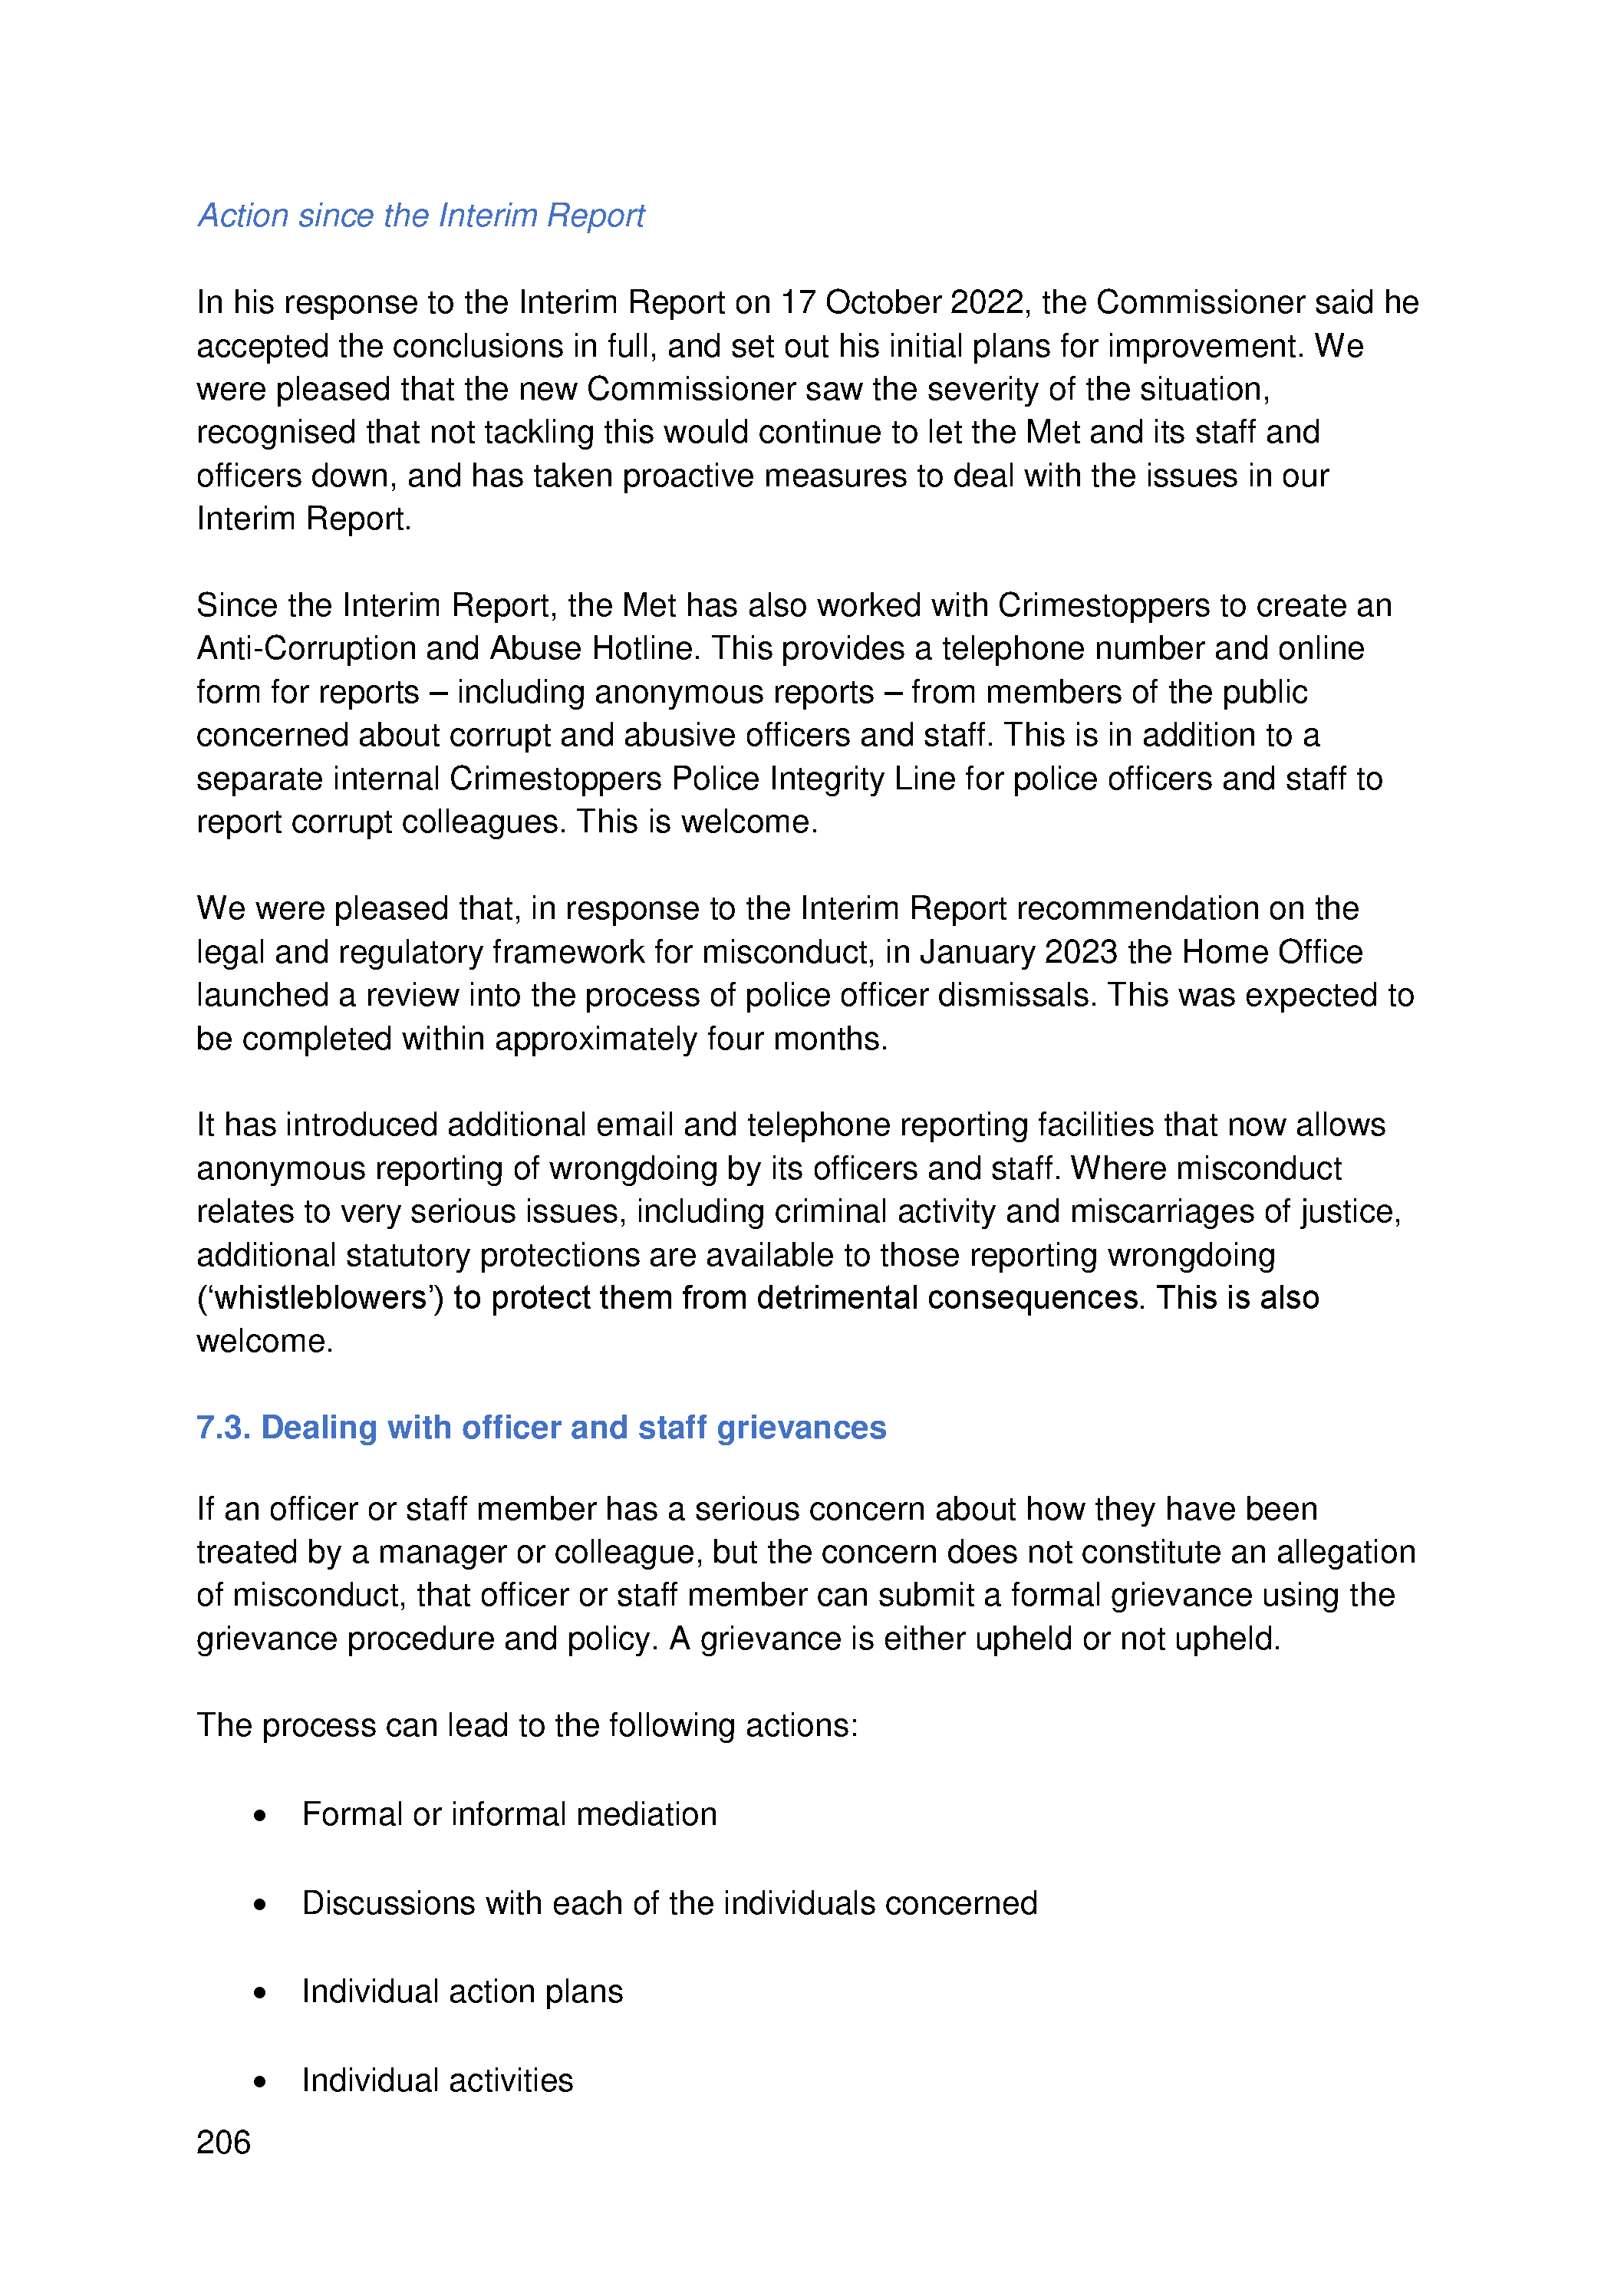 Action since the Interim Report
In his response to the Interim Report on 17 October 2022, the Commissioner said he
accepted the conclusions in full, and set out his initial plans for improvement. We
were pleased that the new Commissioner saw the severity of the situation,
recognised that not tackling this would continue to let the Met and its staff and
officers down, and has taken proactive measures to deal with the issues in our
Interim Report.
Since the Interim Report, the Met has also worked with Crimestoppers to create an
Anti-Corruption and Abuse Hotline. This provides a telephone number and online
form for reports – including anonymous reports – from members of the public
concerned about corrupt and abusive officers and staff. This is in addition to a
separate internal Crimestoppers Police Integrity Line for police officers and staff to
report corrupt colleagues. This is welcome.
We were pleased that, in response to the Interim Report recommendation on the
legal and regulatory framework for misconduct, in January 2023 the Home Office
launched a review into the process of police officer dismissals. This was expected to
be completed within approximately four months.
It has introduced additional email and telephone reporting facilities that now allows
anonymous reporting of wrongdoing by its officers and staff. Where misconduct
relates to very serious issues, including criminal activity and miscarriages of justice,
additional statutory protections are available to those reporting wrongdoing
(‘whistleblowers’) to protect them from detrimental consequences. This is also
welcome.
7.3. Dealing with officer and staff grievances
If an officer or staff member has a serious concern about how they have been
treated by a manager or colleague, but the concern does not constitute an allegation
of misconduct, that officer or staff member can submit a formal grievance using the
grievance procedure and policy. A grievance is either upheld or not upheld.
The process can lead to the following actions:
• Formal or informal mediation
• Discussions with each of the individuals concerned
• Individual action plans
• Individual activities
206